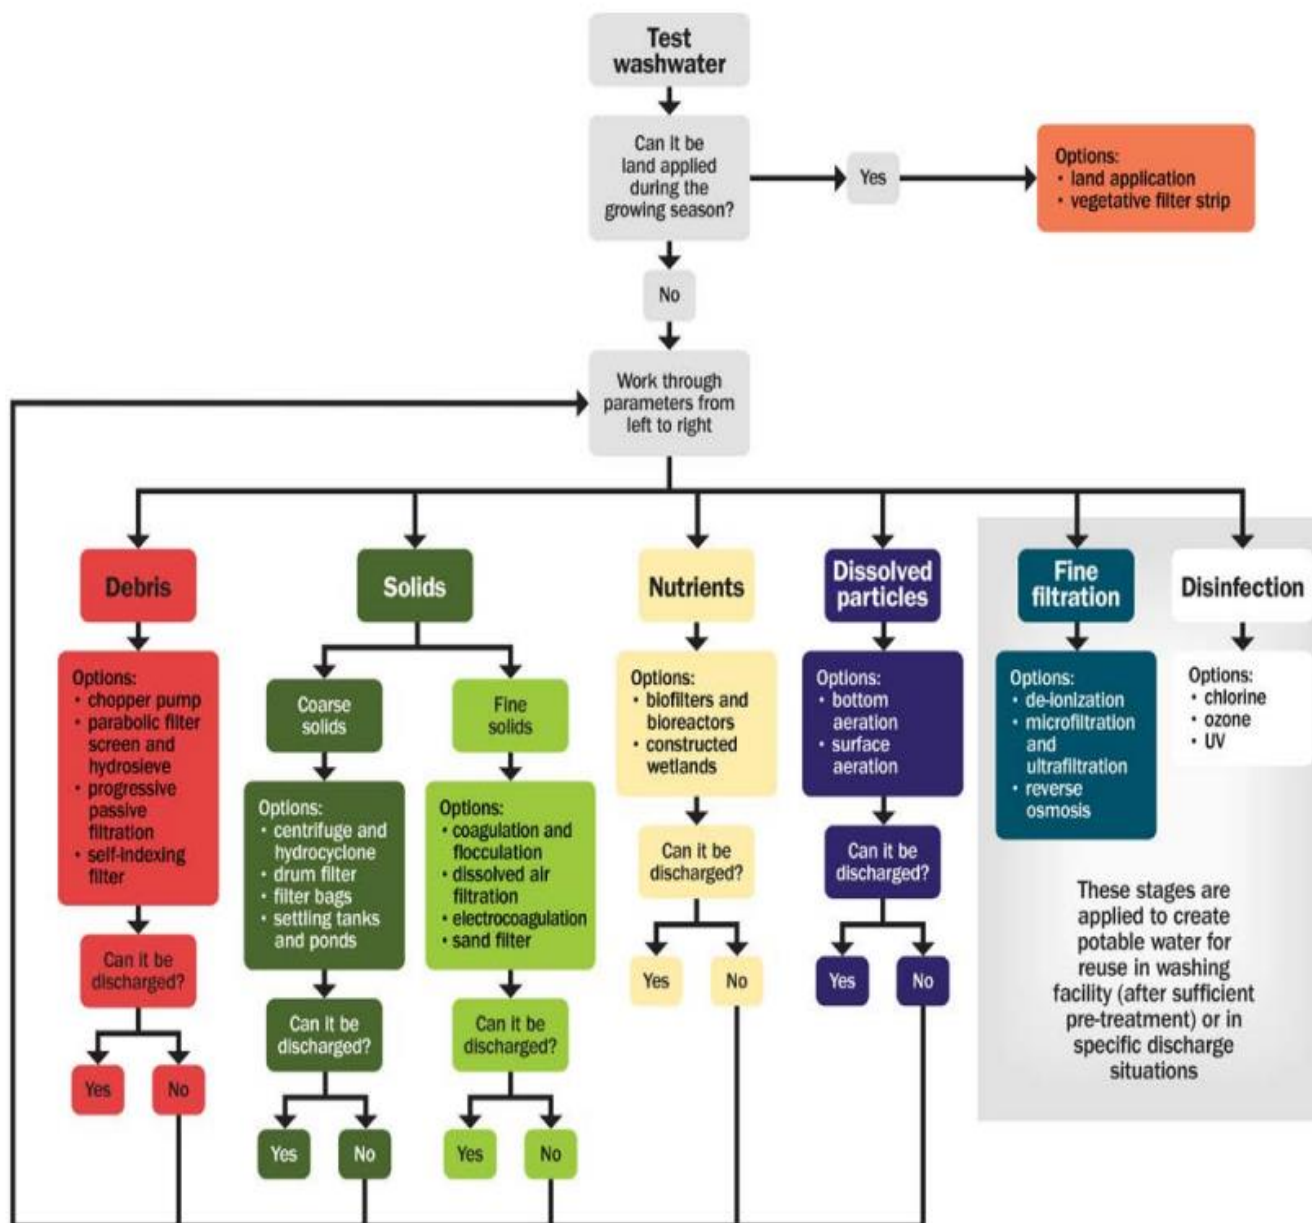 Test
washwater
Can it be
land applied
during the
growing season?
Yes
Options:
• land application
• vegetative filter strip
No
Work through
parameters from
left to right
Debris
Options:
• chopper pump
• parabolic filter
screen and
hydrosieve
• progressive
passive
filtration
• self-indexing
filter
Can it be
discharged?
Yes
No
Solids
Coarse
solids
Options:
• centrifuge and
hydrocyclone
• drum filter
• filter bags
• settling tanks
and ponds
Can it be
discharged?
Yes
No
Fine
solids
Options:
• coagulation and
flocculation
• dissolved air
filtration
• electrocoagulation
• sand filter
Can it be
discharged?
Yes
No
Nutrients
Options:
• biofilters and
bioreactors
• constructed
wetlands
Can it be
discharged?
Yes
No
Dissolved
particles
Options:
• bottom
aeration
• surface
aeration
Can it be
discharged?
Yes
No
Fine
filtration
Options:
• de-ionization
• microfiltration
and
ultrafiltration
• reverse
osmosis
Disinfection
Options:
• chlorine
• ozone
• UV
These stages are
applied to create
potable water for
reuse in washing
facility (after sufficient
pre-treatment) or in
specific discharge
situations